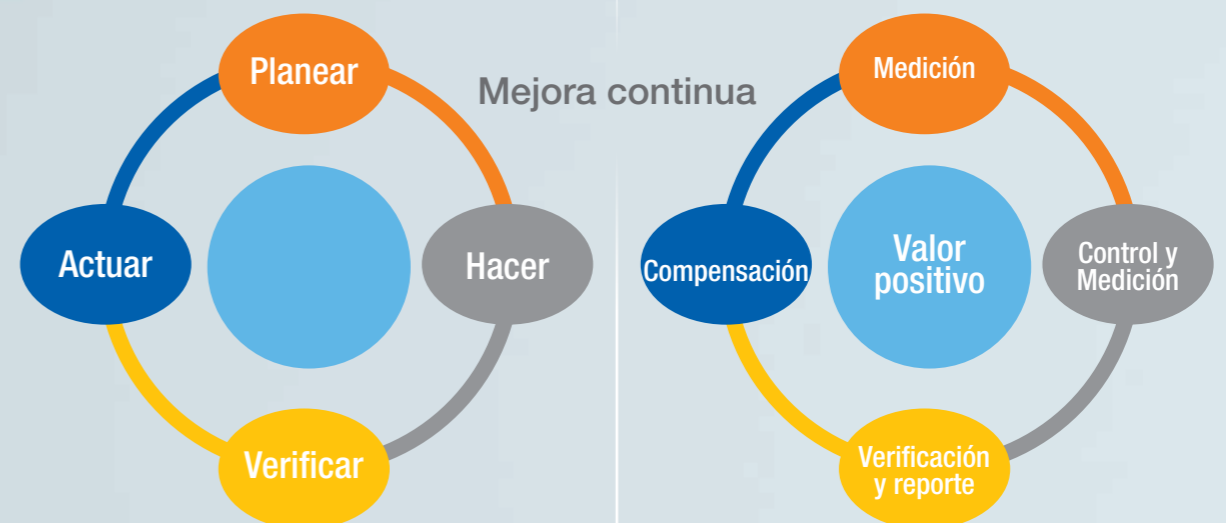 Planear
Mejora continua
Actuar
Hacer
Verificar
Medición
Compensación
Valor
positivo
Control y
Medición
Verificación
y reporte